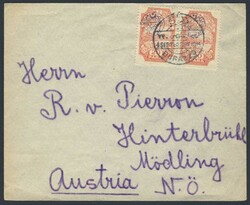 Herrn
R. v. Pierron
Hinterbrühl
Mödling
Austria N.Ö.